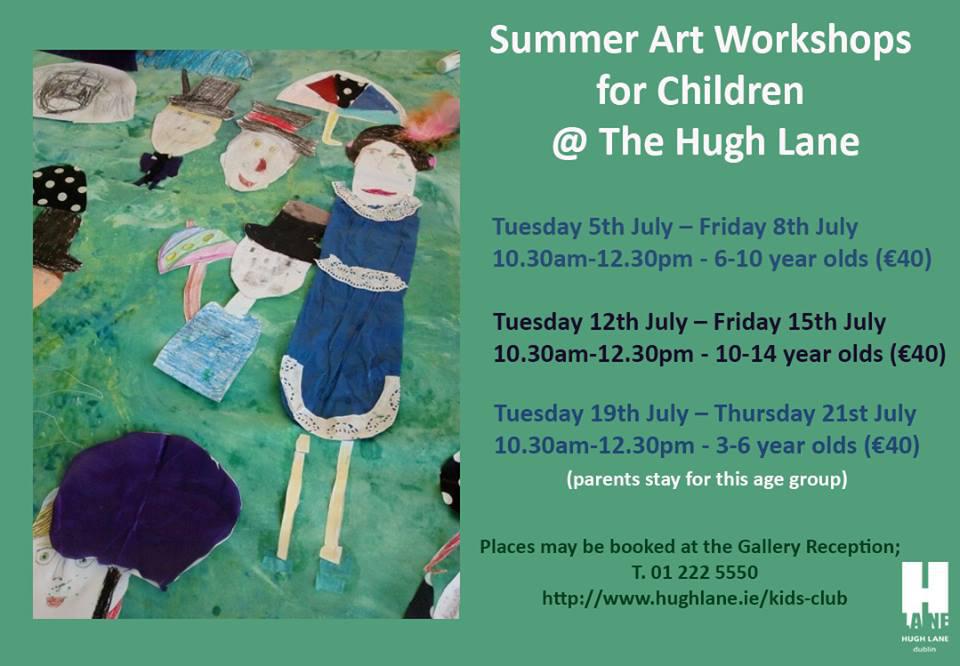 Summer Art Workshops
for Children
@ The Hugh Lane
Tuesday 5th July – Friday 8th July
10.30am-12.30pm - 6-10 year olds (€40)
Tuesday 12th July – Friday 15th July
10.30am-12.30pm - 10-14 year olds (€40)
Tuesday 19th July – Thursday 21st July
10.30am-12.30pm - 3-6 year olds (€40)
(parents stay for this age group)
Places may be booked at the Gallery Reception;
T. 01 222 5550
http://www.hughlane.ie/kids-club
H
LANE
HUGH LANE
dublin